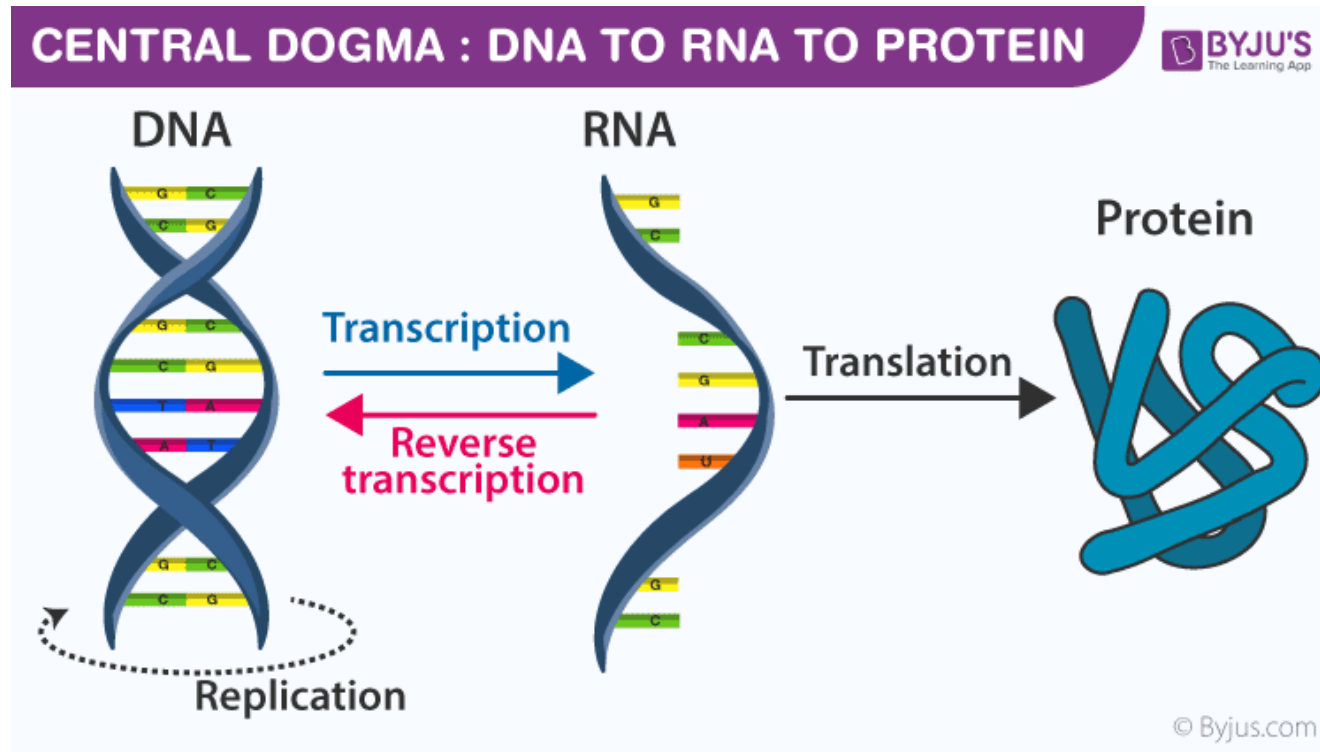 CENTRAL DOGMA : DNA TO RNA TO PROTEIN
BYJU'S
The Learning App
DNA
G C
C G
G C
C G
T A
A T
G C
C G
Replication
Transcription
Reverse
transcription
RNA
G
C
C
G
A
U
G
C
Translation
Protein
© Byjus.com